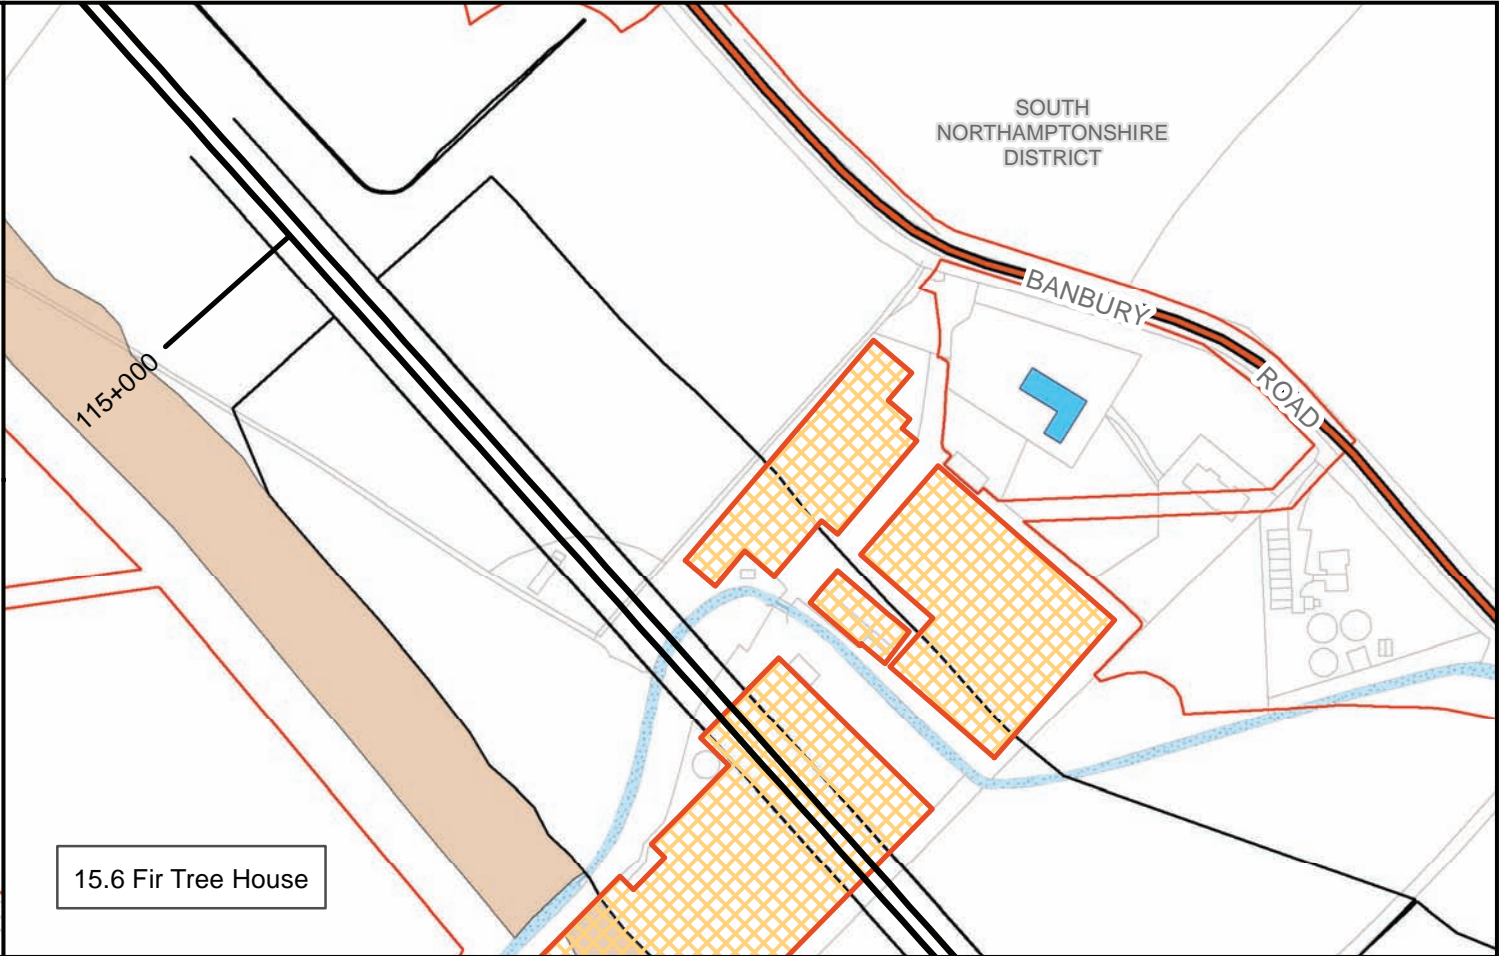 SOUTH
NORTHAMPTONSHIRE
DISTRICT
BANBURY
ROAD
115+000
15.6 Fir Tree House